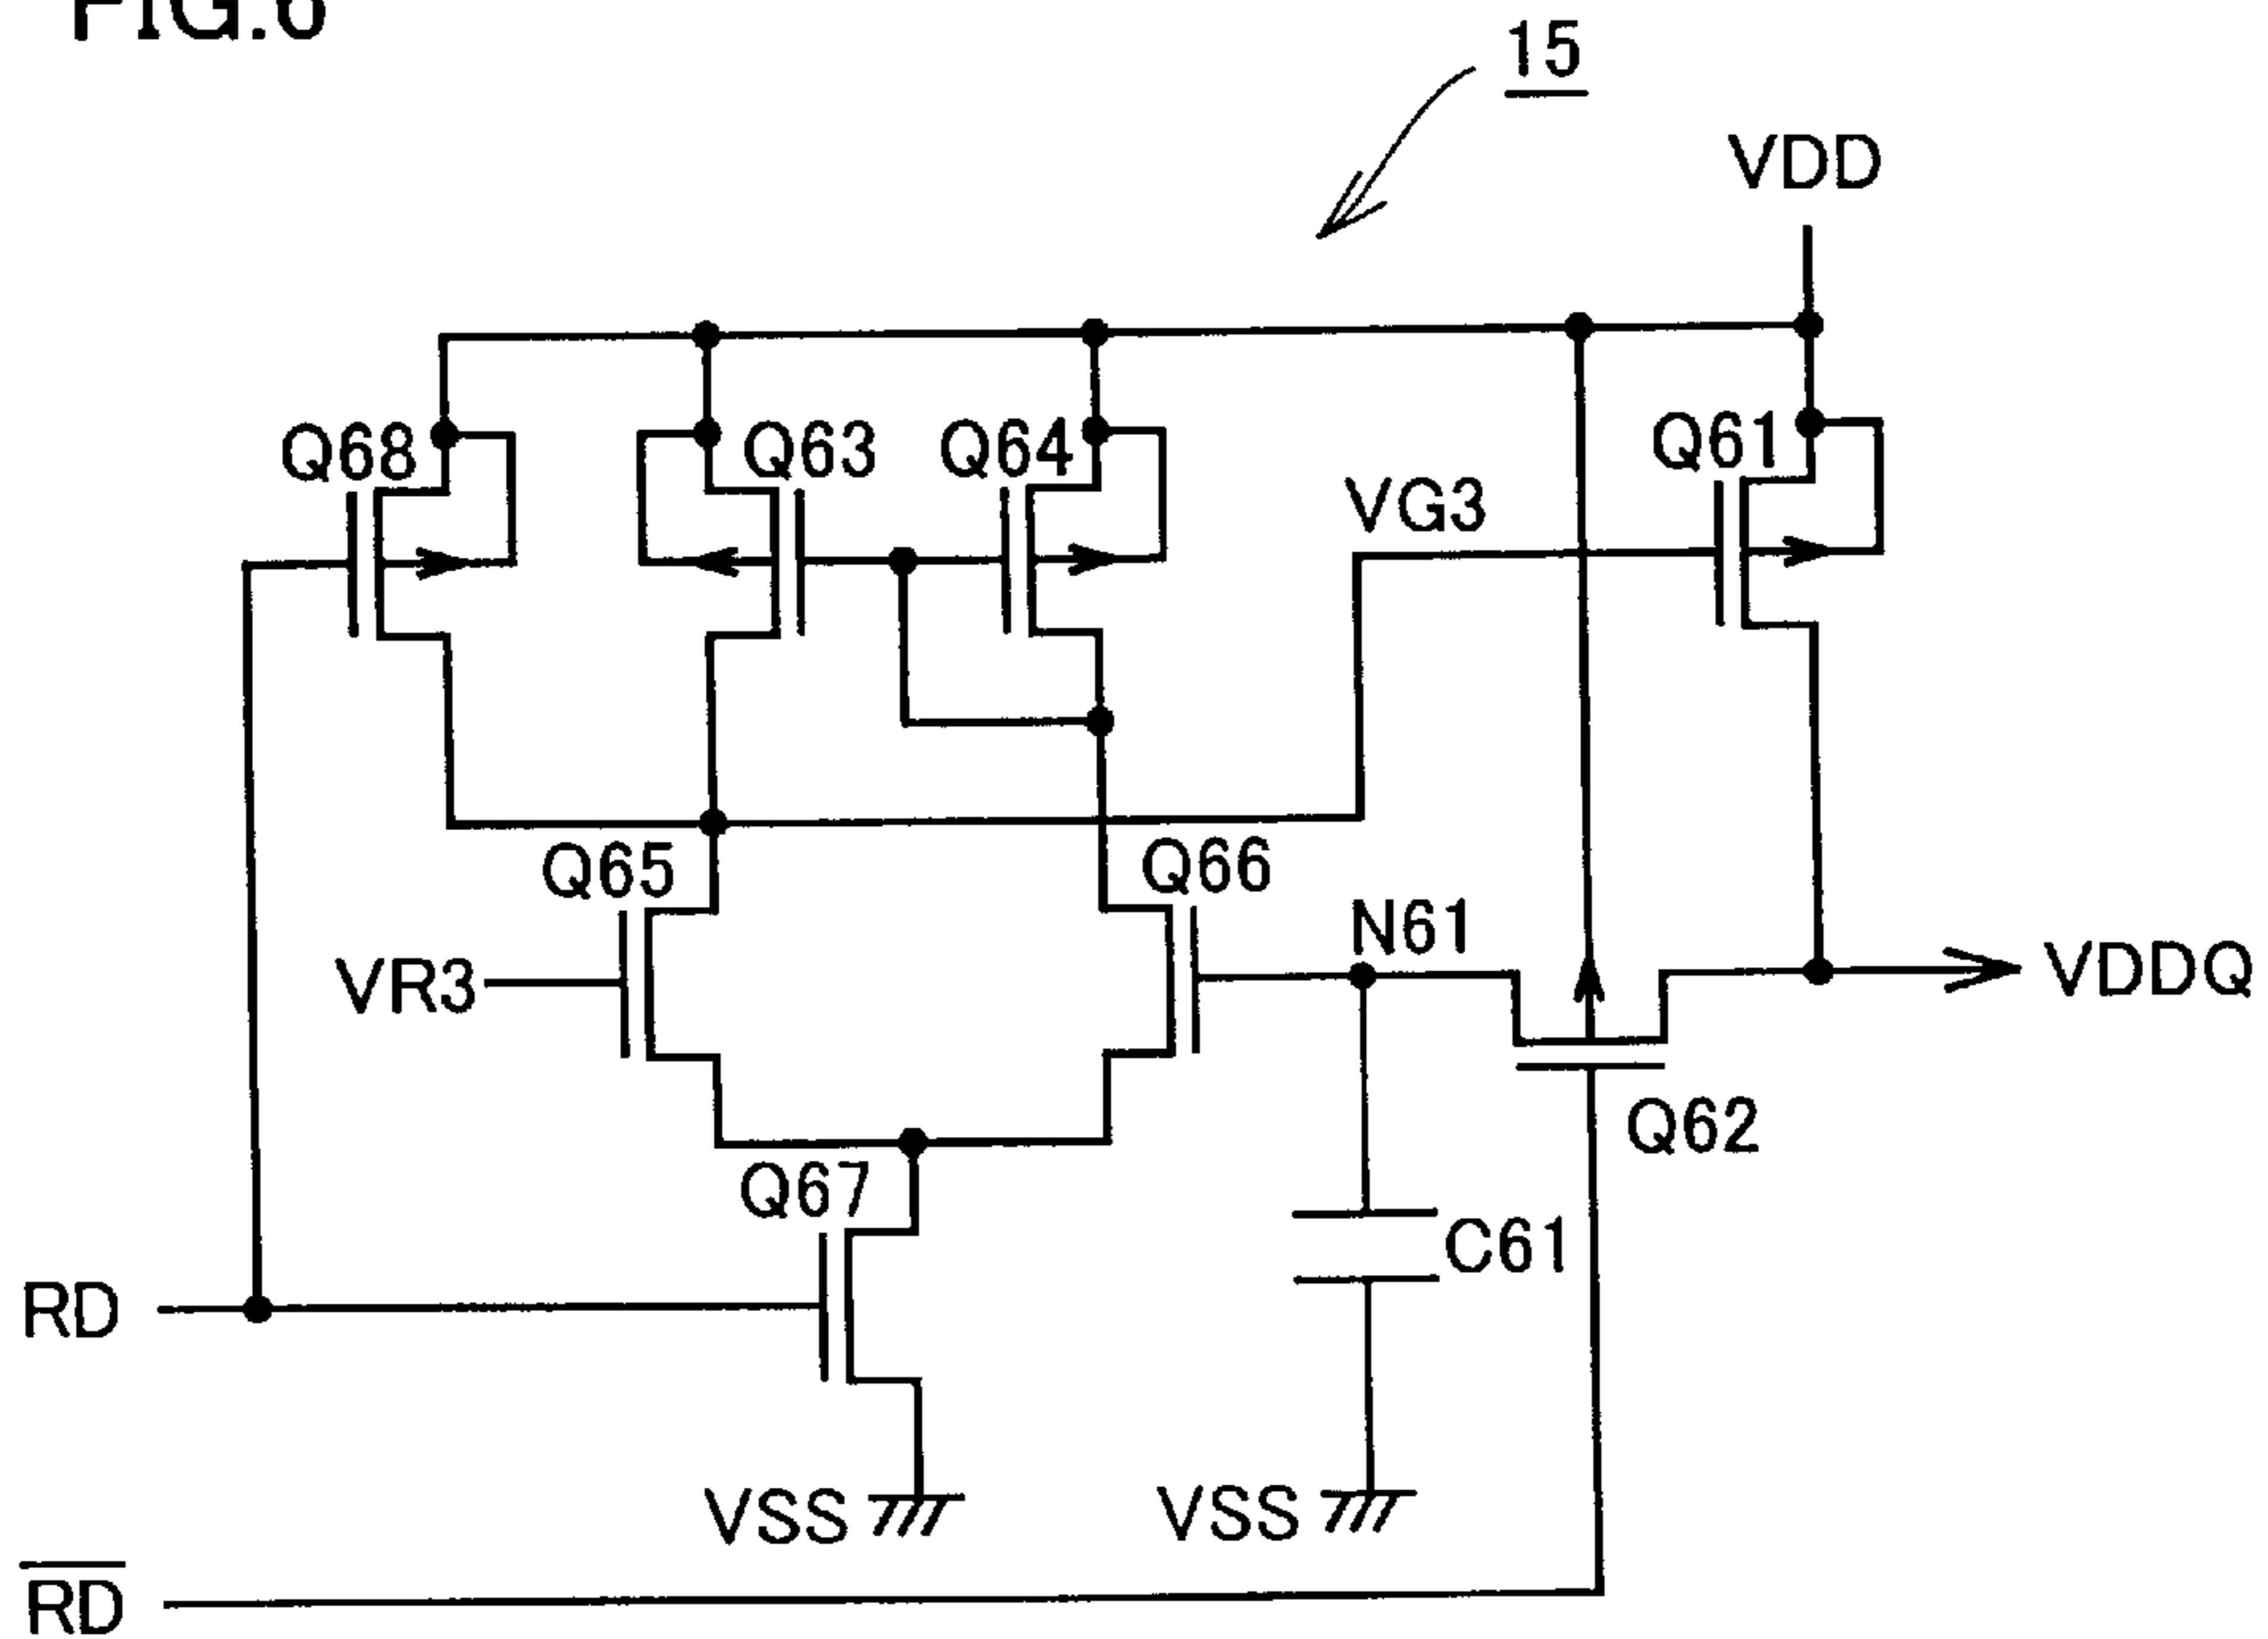 FIG.6
15
VDD
Q68
Q63
Q64
Q61
VG3
Q65
Q66
N61
VR3
VDDQ
Q62
Q67
C61
RD
VSS
VSS
R̅D̅